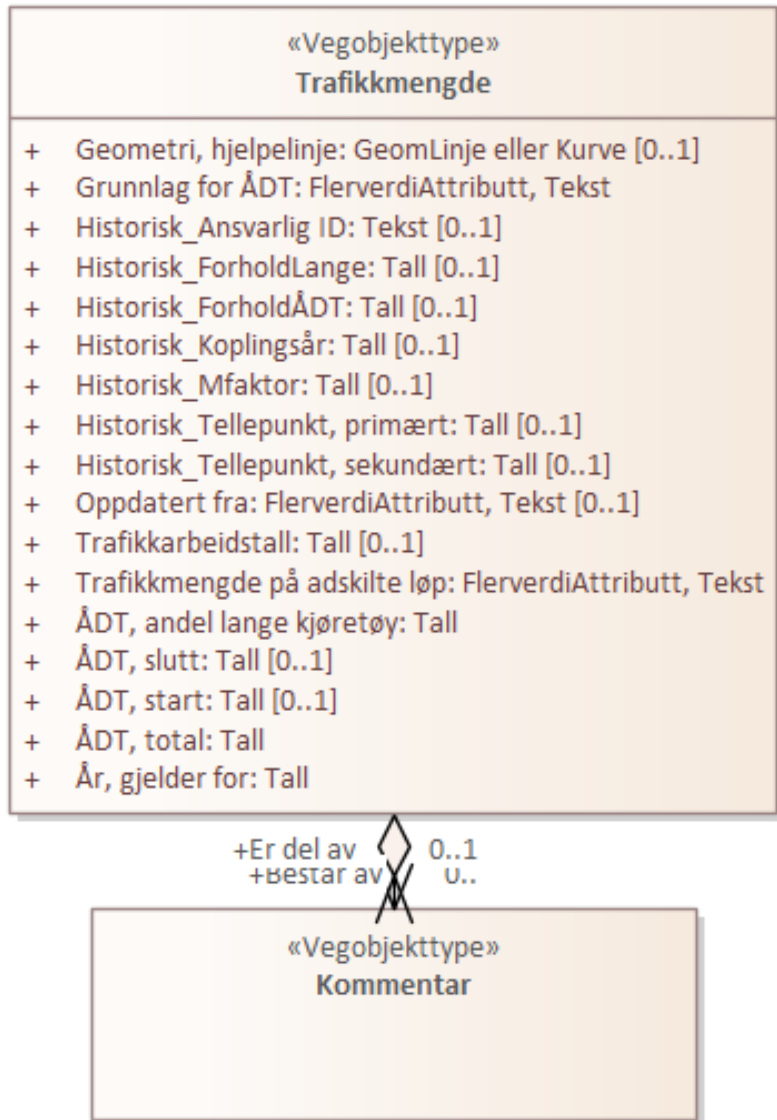 «Vegobjekttype»
Trafikkmengde
+ Geometri, hjelpelinje: GeomLinje eller Kurve [0..1]
+ Grunnlag for ÅDT: FlerverdiAttributt, Tekst
+ Historisk_Ansvarlig ID: Tekst [0..1]
+ Historisk_ForholdLange: Tall [0..1]
+ Historisk_ForholdÅDT: Tall [0..1]
+ Historisk_Koplingsår: Tall [0..1]
+ Historisk_Mfaktor: Tall [0..1]
+ Historisk_Tellepunkt, primært: Tall [0..1]
+ Historisk_Tellepunkt, sekundært: Tall [0..1]
+ Oppdatert fra: FlerverdiAttributt, Tekst [0..1]
+ Trafikkarbeidstall: Tall [0..1]
+ Trafikkmengde på adskilte løp: FlerverdiAttributt, Tekst
+ ÅDT, andel lange kjøretøy: Tall
+ ÅDT, slutt: Tall [0..1]
+ ÅDT, start: Tall [0..1]
+ ÅDT, total: Tall
+ År, gjelder for: Tall
+Er del av 0..1
+Består av 0..
«Vegobjekttype»
Kommentar